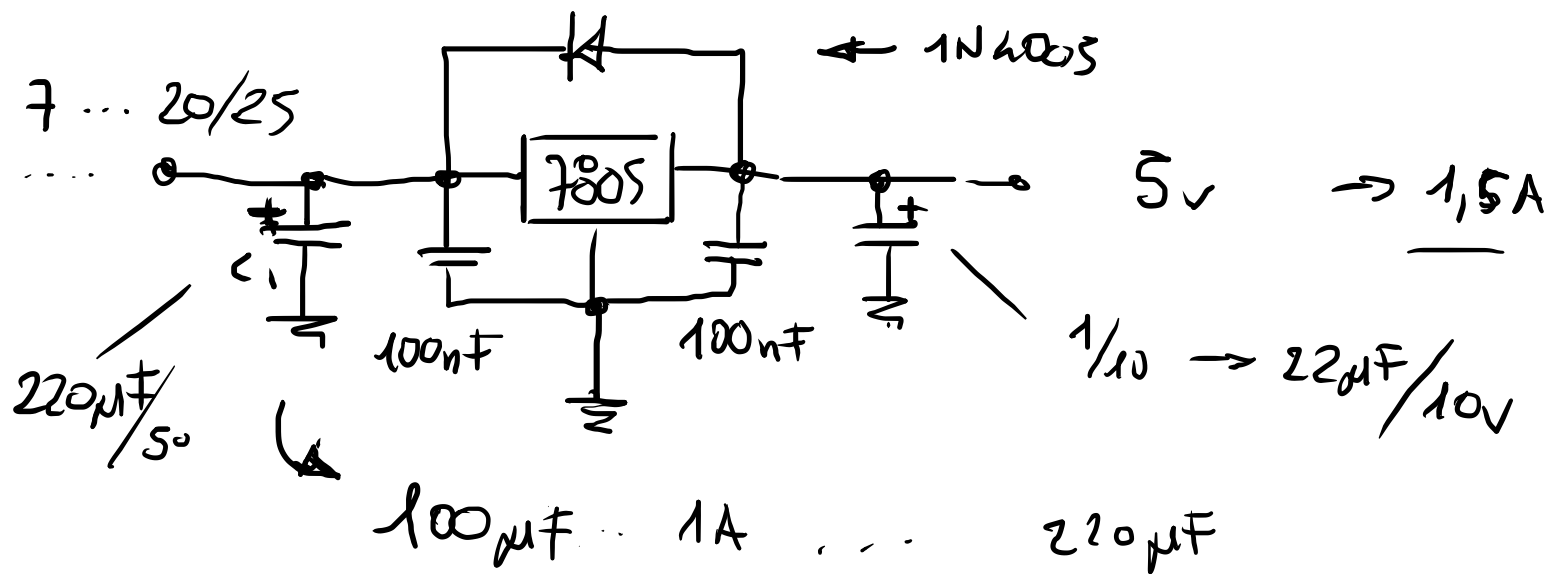 ← 1N4005
7 ... 20/25
.... 7805 5v → 1,5A
+ +
C1
100nF 100nF 1/10 → 22µF/10V
220µF/50
100µF ... 1A .... 220µF